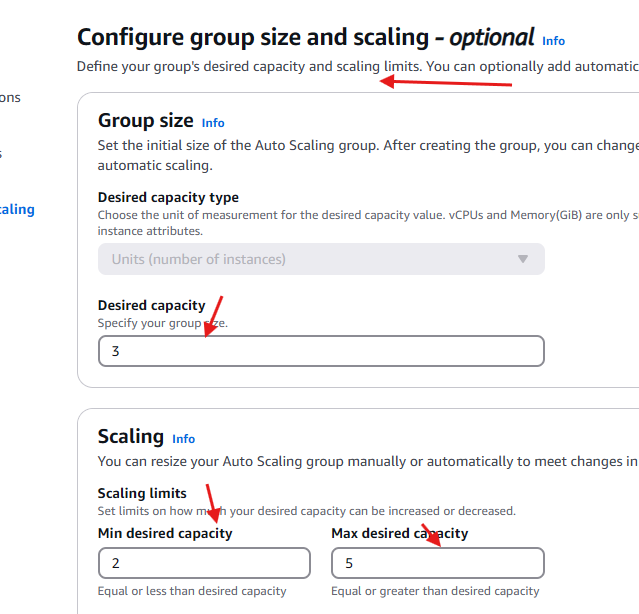 Configure group size and scaling - optional Info
Define your group's desired capacity and scaling limits. You can optionally add automatic
ons
Group size Info
Set the initial size of the Auto Scaling group. After creating the group, you can change
automatic scaling.
s
Desired capacity type
caling
Choose the unit of measurement for the desired capacity value. vCPUs and Memory(GiB) are only s
instance attributes.
Units (number of instances)
Desired capacity
Specify your group size.
3
Scaling Info
You can resize your Auto Scaling group manually or automatically to meet changes in
Scaling limits
Set limits on how much your desired capacity can be increased or decreased.
Min desired capacity Max desired capacity
2 5
Equal or less than desired capacity Equal or greater than desired capacity